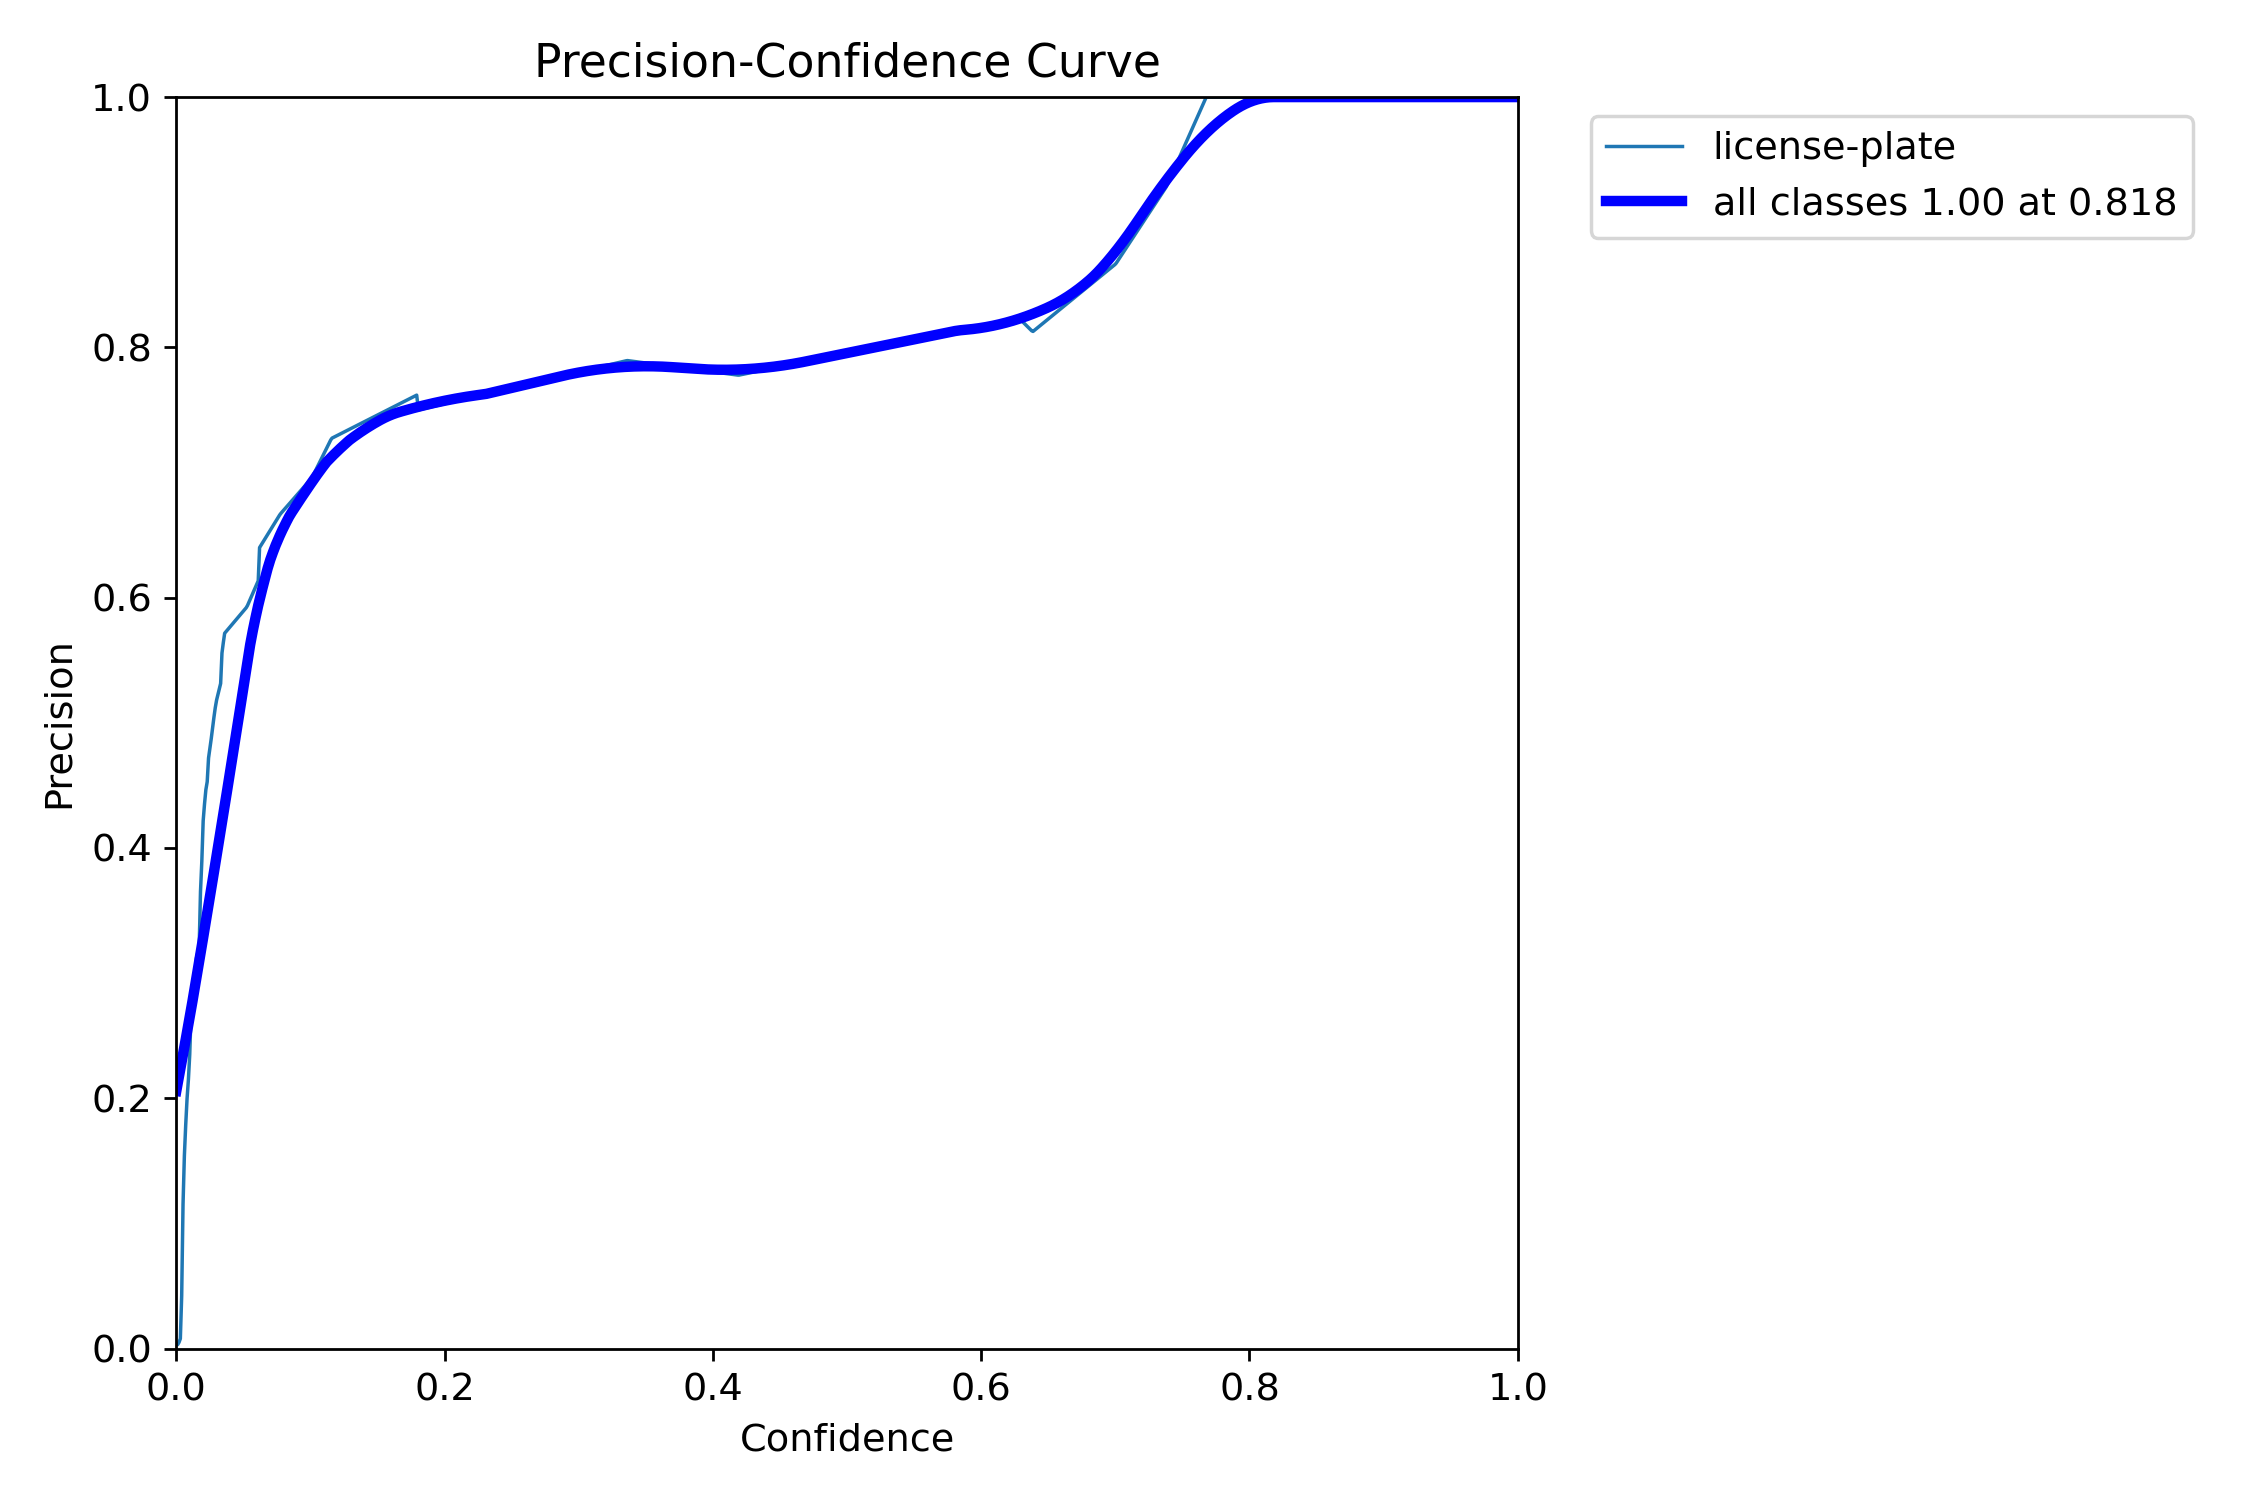 Precision-Confidence Curve
1.0
0.8
0.6
0.4
0.2
0.0
Precision
0.0 0.2 0.4 0.6 0.8 1.0
Confidence
license-plate
all classes 1.00 at 0.818